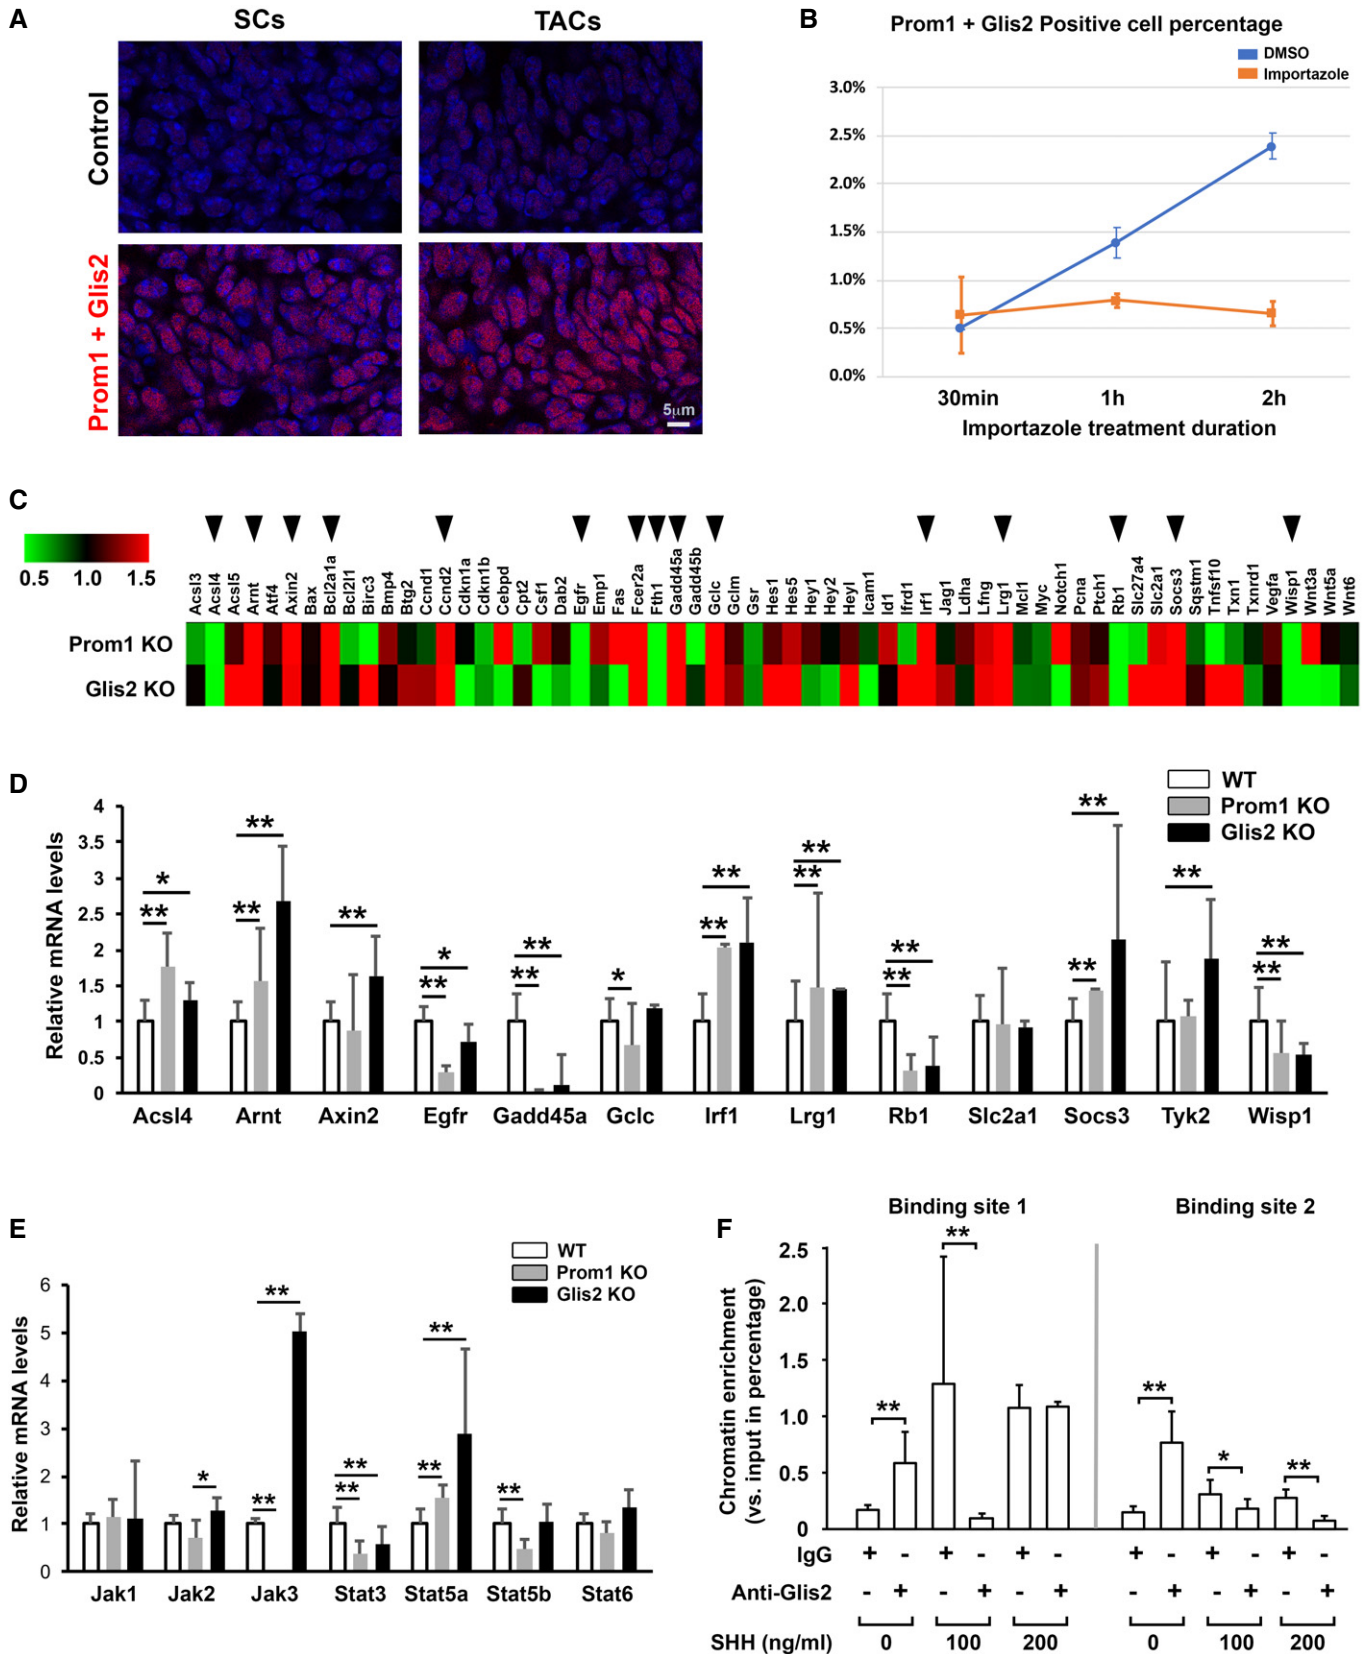 A
SCs
TACs
Control
Prom1 + Glis2
5μm
B
Prom1 + Glis2 Positive cell percentage
DMSO
Importazole
3.0%
2.5%
2.0%
1.5%
1.0%
0.5%
0.0%
30min 1h 2h
Importazole treatment duration
C
0.5 1.0 1.5
Acsl3 Acsl4 Acsl5 Arnt Atf4 Axin2 Bax Bcl2a1a Bcl2l1 Birc3 Bmp4 Btg2 Ccnd1 Ccnd2 Cdkn1a Cdkn1b Cebpd Cpt2 Csf1 Dab2 Egfr Emp1 Fas Fcer2a Fth1 Gadd45a Gadd45b Gclc Gclm Gsr Hes1 Hes5 Hey1 Hey2 Heyl Icam1 Id1 Ifrd1 Irf1 Jag1 Ldha Lfng Lrg1 Mcl1 Myc Notch1 Pcna Ptch1 Rb1 Slc27a4 Slc2a1 Socs3 Sqstm1 Tnfsf10 Txn1 Txnrd1 Vegfa Wisp1 Wnt3a Wnt5a Wnt6
Prom1 KO
Glis2 KO
D
WT
Prom1 KO
Glis2 KO
Relative mRNA levels
4
3.5
3
2.5
2
1.5
1
0.5
0
** * ** ** ** ** * ** ** * ** ** ** ** ** ** ** ** ** ** ** **
Acsl4 Arnt Axin2 Egfr Gadd45a Gclc Irf1 Lrg1 Rb1 Slc2a1 Socs3 Tyk2 Wisp1
E
WT
Prom1 KO
Glis2 KO
Relative mRNA levels
6
5
4
3
2
1
0
* ** ** ** ** ** ** **
Jak1 Jak2 Jak3 Stat3 Stat5a Stat5b Stat6
F
Binding site 1 Binding site 2
Chromatin enrichment
(vs. input in percentage)
2.5
2.0
1.5
1.0
0.5
0
** ** ** * **
IgG + - + - + - + - + - + -
Anti-Glis2 - + - + - + - + - + - +
SHH (ng/ml) 0 100 200 0 100 200